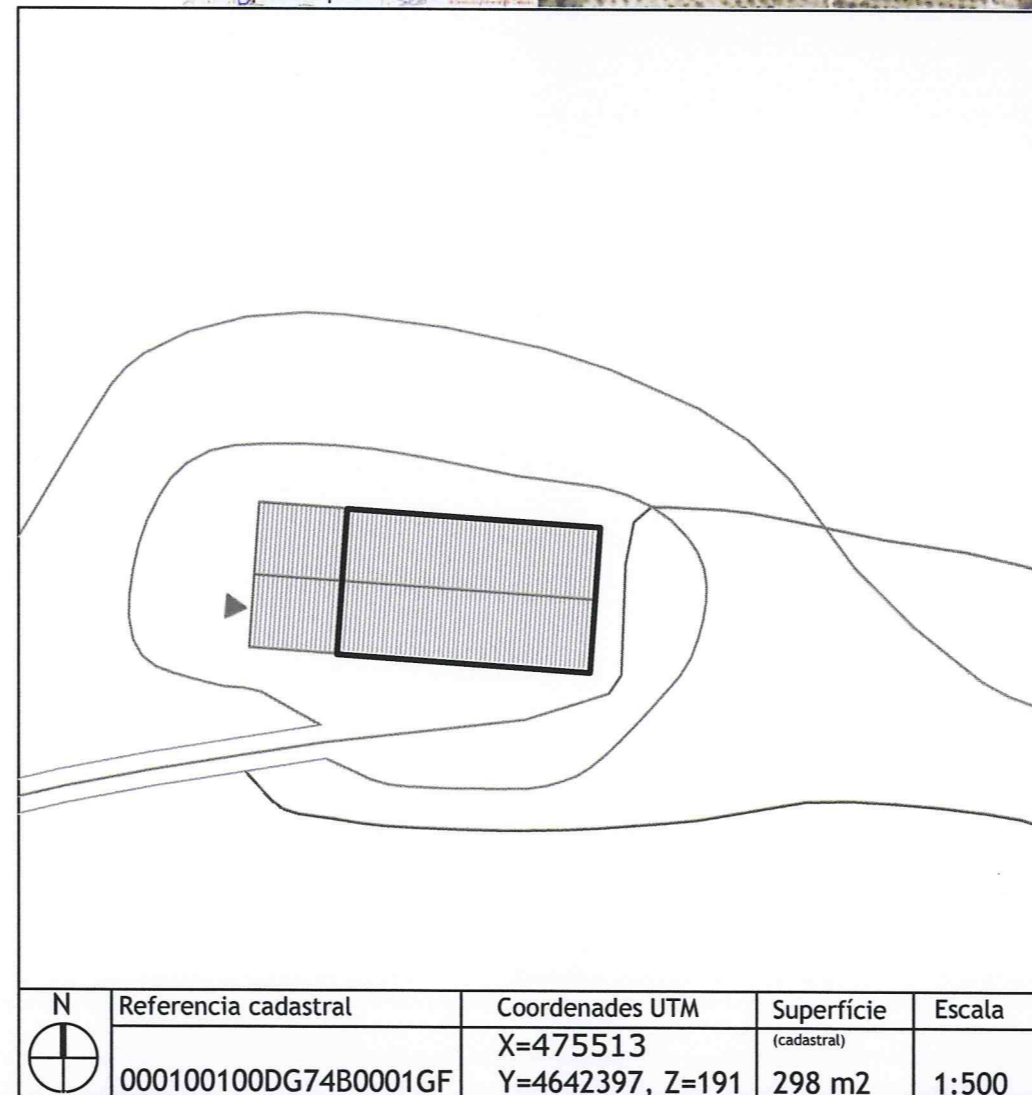 N
Referencia cadastral
000100100DG74B0001GF
Coordenades UTM
X=475513
Y=4642397, Z=191
Superfície
(cadastral)
298 m2
Escala
1:500